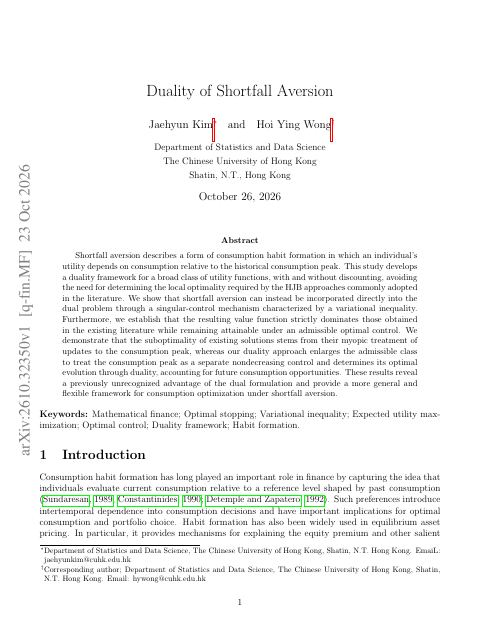 Duality of Shortfall Aversion
Jaehyun Kim* and Hoi Ying Wong†
Department of Statistics and Data Science
The Chinese University of Hong Kong
Shatin, N.T., Hong Kong
October 26, 2026
arXiv:2610.32350v1 [q-fin.MF] 23 Oct 2026
Abstract
Shortfall aversion describes a form of consumption habit formation in which an individual's
utility depends on consumption relative to the historical consumption peak. This study develops
a duality framework for a broad class of utility functions, with and without discounting, avoiding
the need for determining the local optimality required by the HJB approaches commonly adopted
in the literature. We show that shortfall aversion can instead be incorporated directly into the
dual problem through a singular-control mechanism characterized by a variational inequality.
Furthermore, we establish that the resulting value function strictly dominates those obtained
in the existing literature while remaining attainable under an admissible optimal control. We
demonstrate that the suboptimality of existing solutions stems from their myopic treatment of
updates to the consumption peak, whereas our duality approach enlarges the admissible class
to treat the consumption peak as a separate nondecreasing control and determines its optimal
evolution through duality, accounting for future consumption opportunities. These results reveal
a previously unrecognized advantage of the dual formulation and provide a more general and
flexible framework for consumption optimization under shortfall aversion.
Keywords: Mathematical finance; Optimal stopping; Variational inequality; Expected utility max-
imization; Optimal control; Duality framework; Habit formation.
1 Introduction
Consumption habit formation has long played an important role in finance by capturing the idea that
individuals evaluate current consumption relative to a reference level shaped by past consumption
(Sundaresan, 1989; Constantinides, 1990; Detemple and Zapatero, 1992). Such preferences introduce
intertemporal dependence into consumption decisions and have important implications for optimal
consumption and portfolio choice. Habit formation has also been widely used in equilibrium asset
pricing. In particular, it provides mechanisms for explaining the equity premium and other salient
*Department of Statistics and Data Science, The Chinese University of Hong Kong, Shatin, N.T. Hong Kong. Email:
jaehyunkim@cuhk.edu.hk
†Corresponding author; Department of Statistics and Data Science, The Chinese University of Hong Kong, Shatin,
N.T. Hong Kong. Email: hywong@cuhk.edu.hk
1